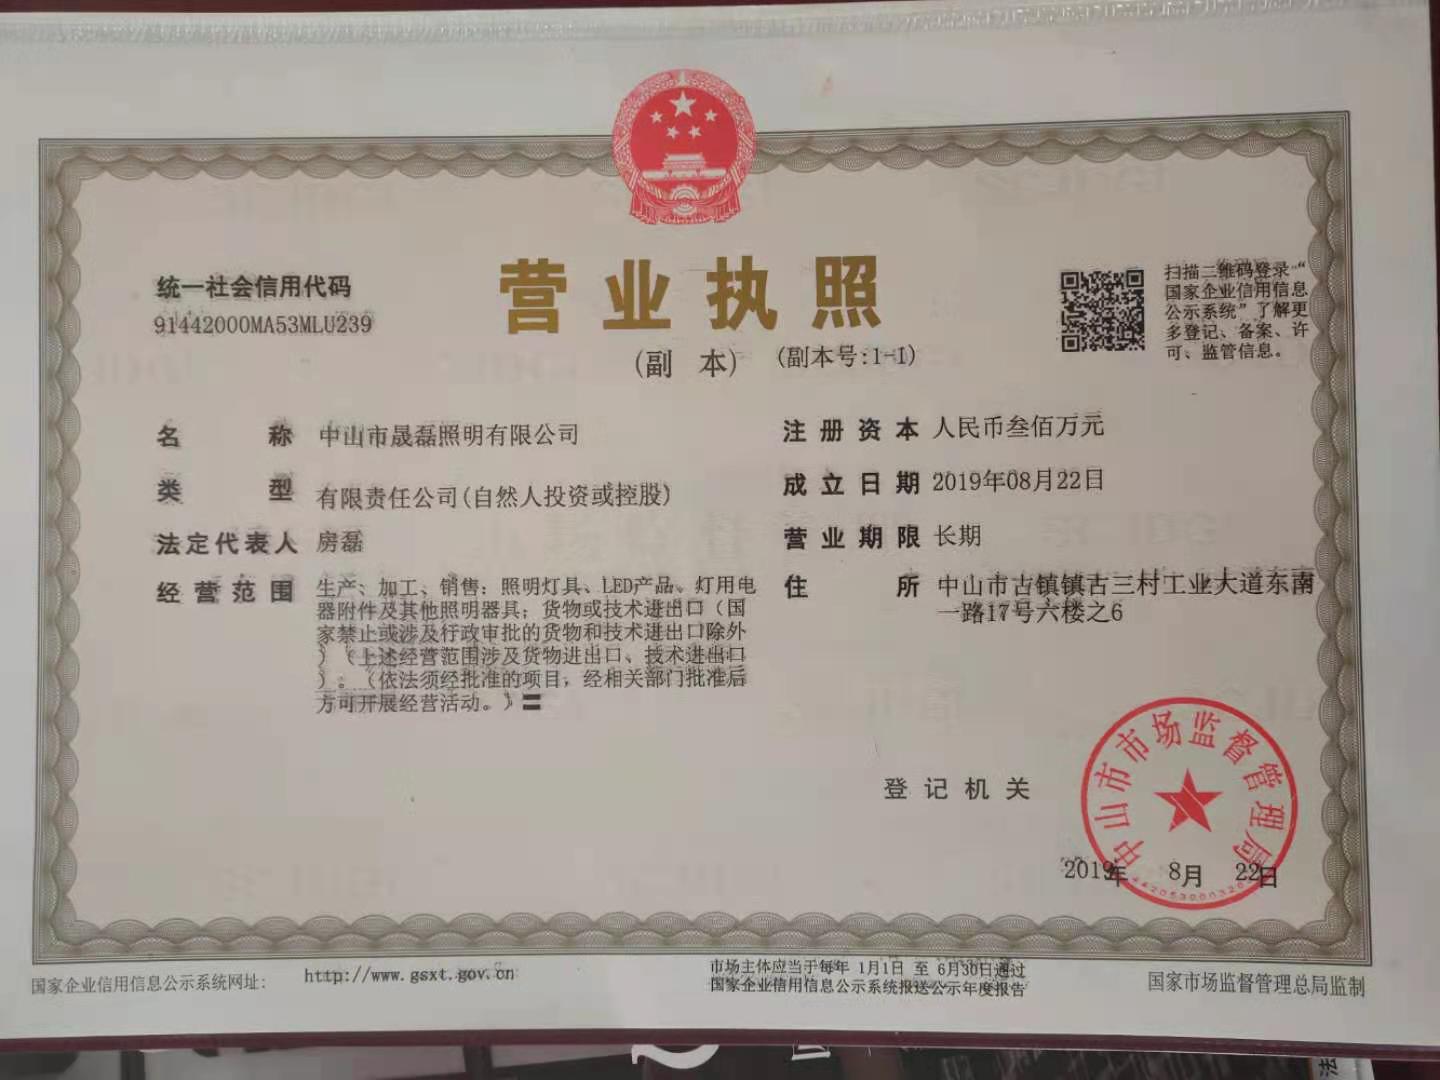 统一社会信用代码
91442000MA53MLU239
营业执照
(副 本) (副本号:1-1)
扫描二维码登录“
国家企业信用信息
公示系统”了解更
多登记、备案、许
可、监管信息。
名 称 中山市晟磊照明有限公司
类 型 有限责任公司(自然人投资或控股)
法定代表人 房磊
经营范围 生产、加工、销售：照明灯具、LED产品、灯用电
器附件及其他照明器具；货物或技术进出口（国
家禁止或涉及行政审批的货物和技术进出口除外
）（上述经营范围涉及货物进出口、技术进出口
）。（依法须经批准的项目，经相关部门批准后
方可开展经营活动。）〓
注册资本 人民币叁佰万元
成立日期 2019年08月22日
营业期限 长期
住 所 中山市古镇镇古三村工业大道东南
一路17号六楼之6
登记机关
中山市市场监督管理局
2019年 8月 22日
国家企业信用信息公示系统网址: http://www.gsxt.gov.cn
市场主体应当于每年 1月1日 至 6月30日通过
国家企业信用信息公示系统报送公示年度报告
国家市场监督管理总局监制